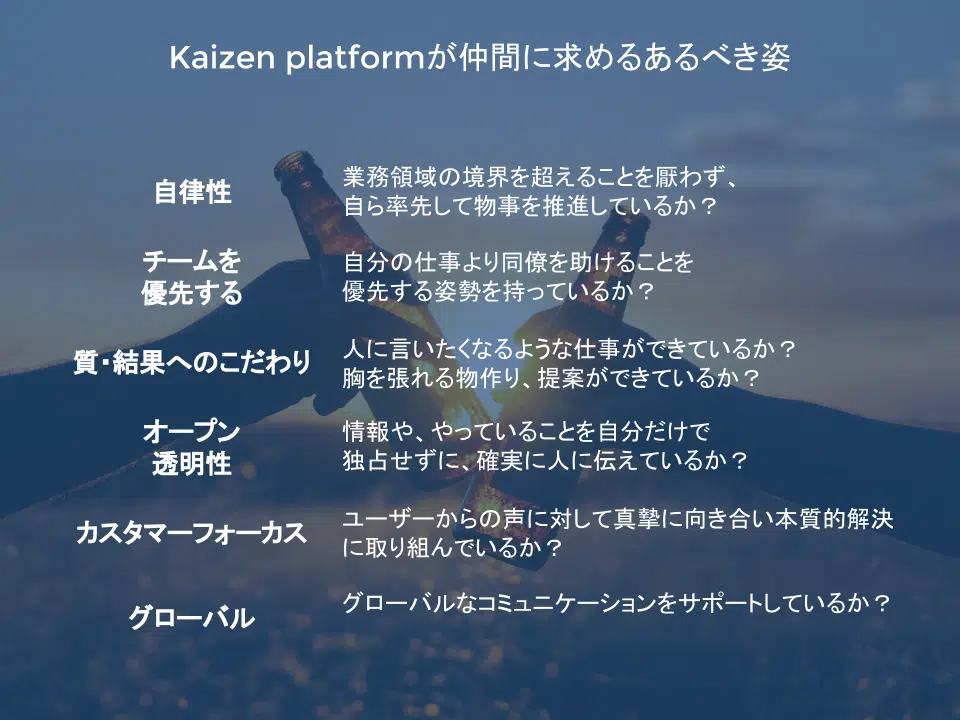 Kaizen platformが仲間に求めるあるべき姿
自律性
業務領域の境界を超えることを厭わず、
自ら率先して物事を推進しているか？
チームを
優先する
自分の仕事より同僚を助けることを
優先する姿勢を持っているか？
質・結果へのこだわり
人に言いたくなるような仕事ができているか？
胸を張れる物作り、提案ができているか？
オープン
透明性
情報や、やっていることを自分だけで
独占せずに、確実に人に伝えているか？
カスタマーフォーカス
ユーザーからの声に対して真摯に向き合い本質的解決
に取り組んでいるか？
グローバル
グローバルなコミュニケーションをサポートしているか？